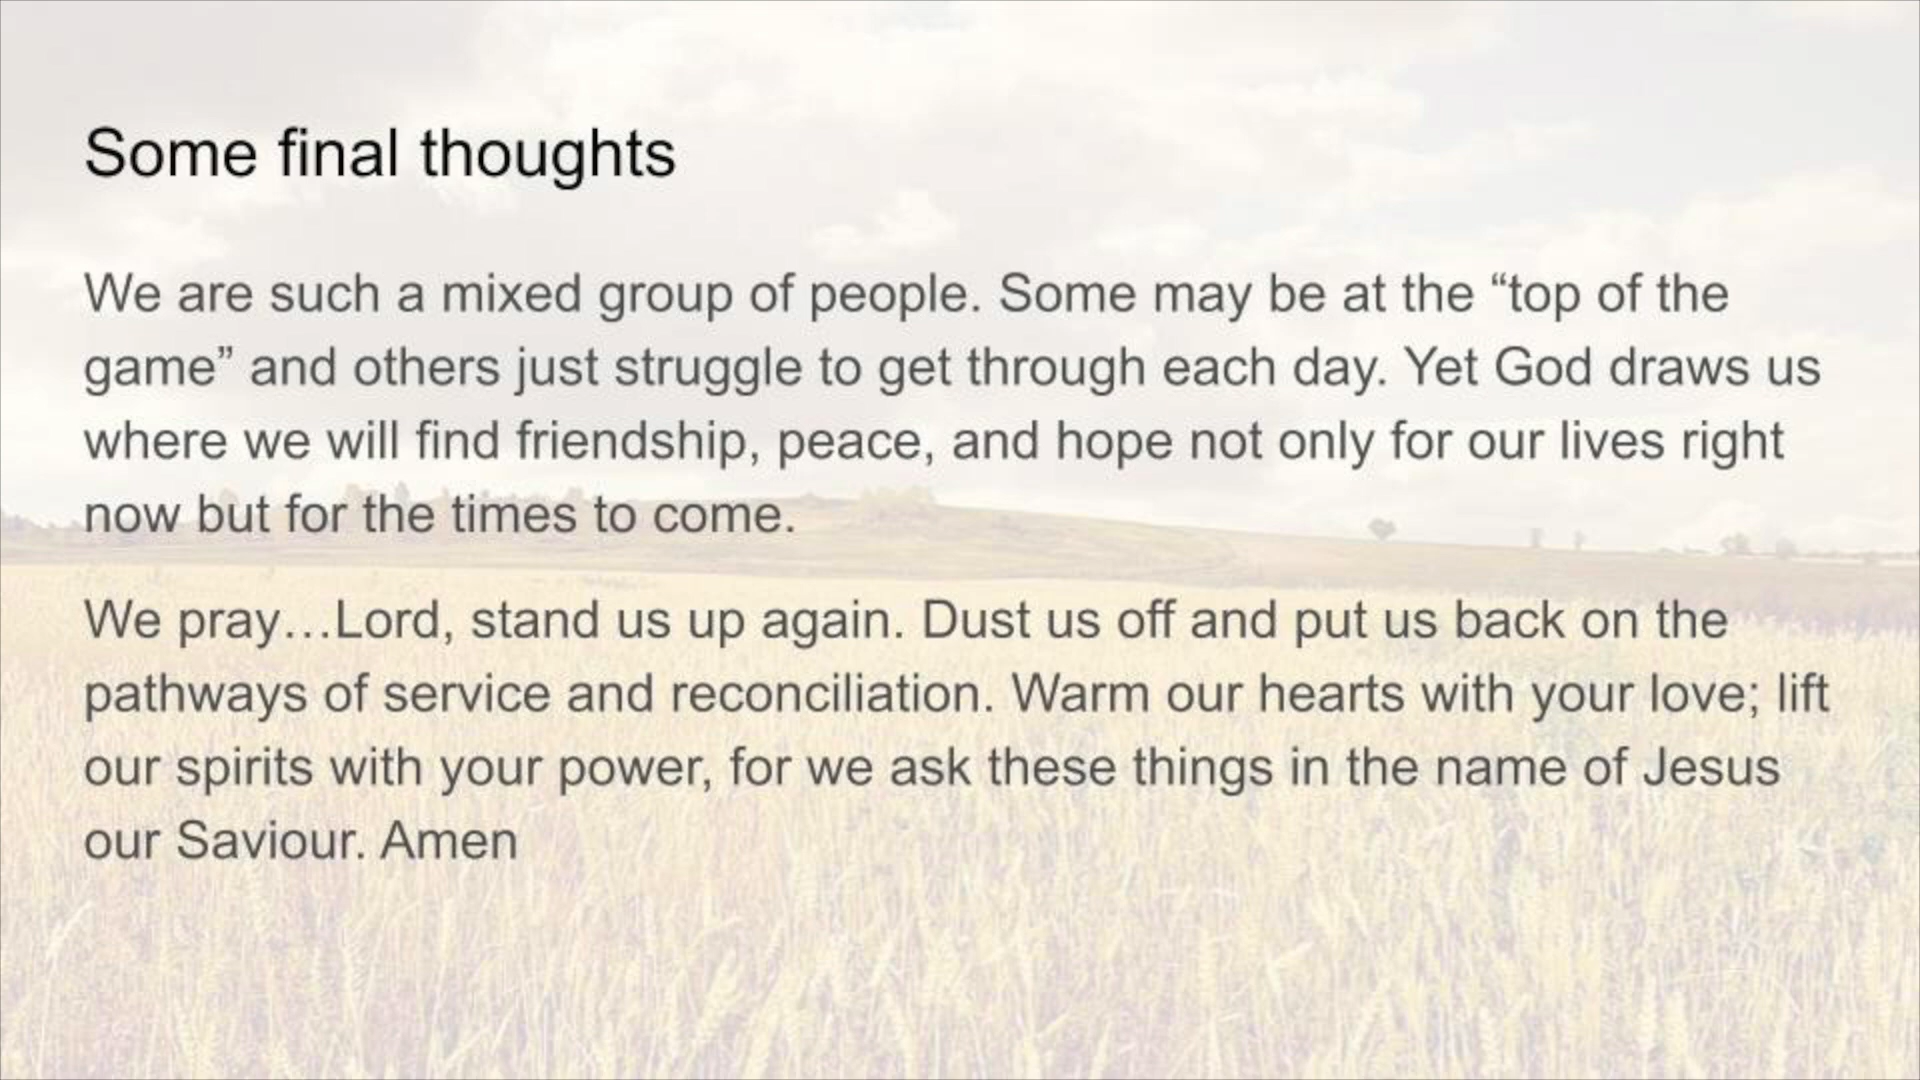 Some final thoughts
We are such a mixed group of people. Some may be at the “top of the
game” and others just struggle to get through each day. Yet God draws us
where we will find friendship, peace, and hope not only for our lives right
now but for the times to come.
We pray…Lord, stand us up again. Dust us off and put us back on the
pathways of service and reconciliation. Warm our hearts with your love; lift
our spirits with your power, for we ask these things in the name of Jesus
our Saviour. Amen